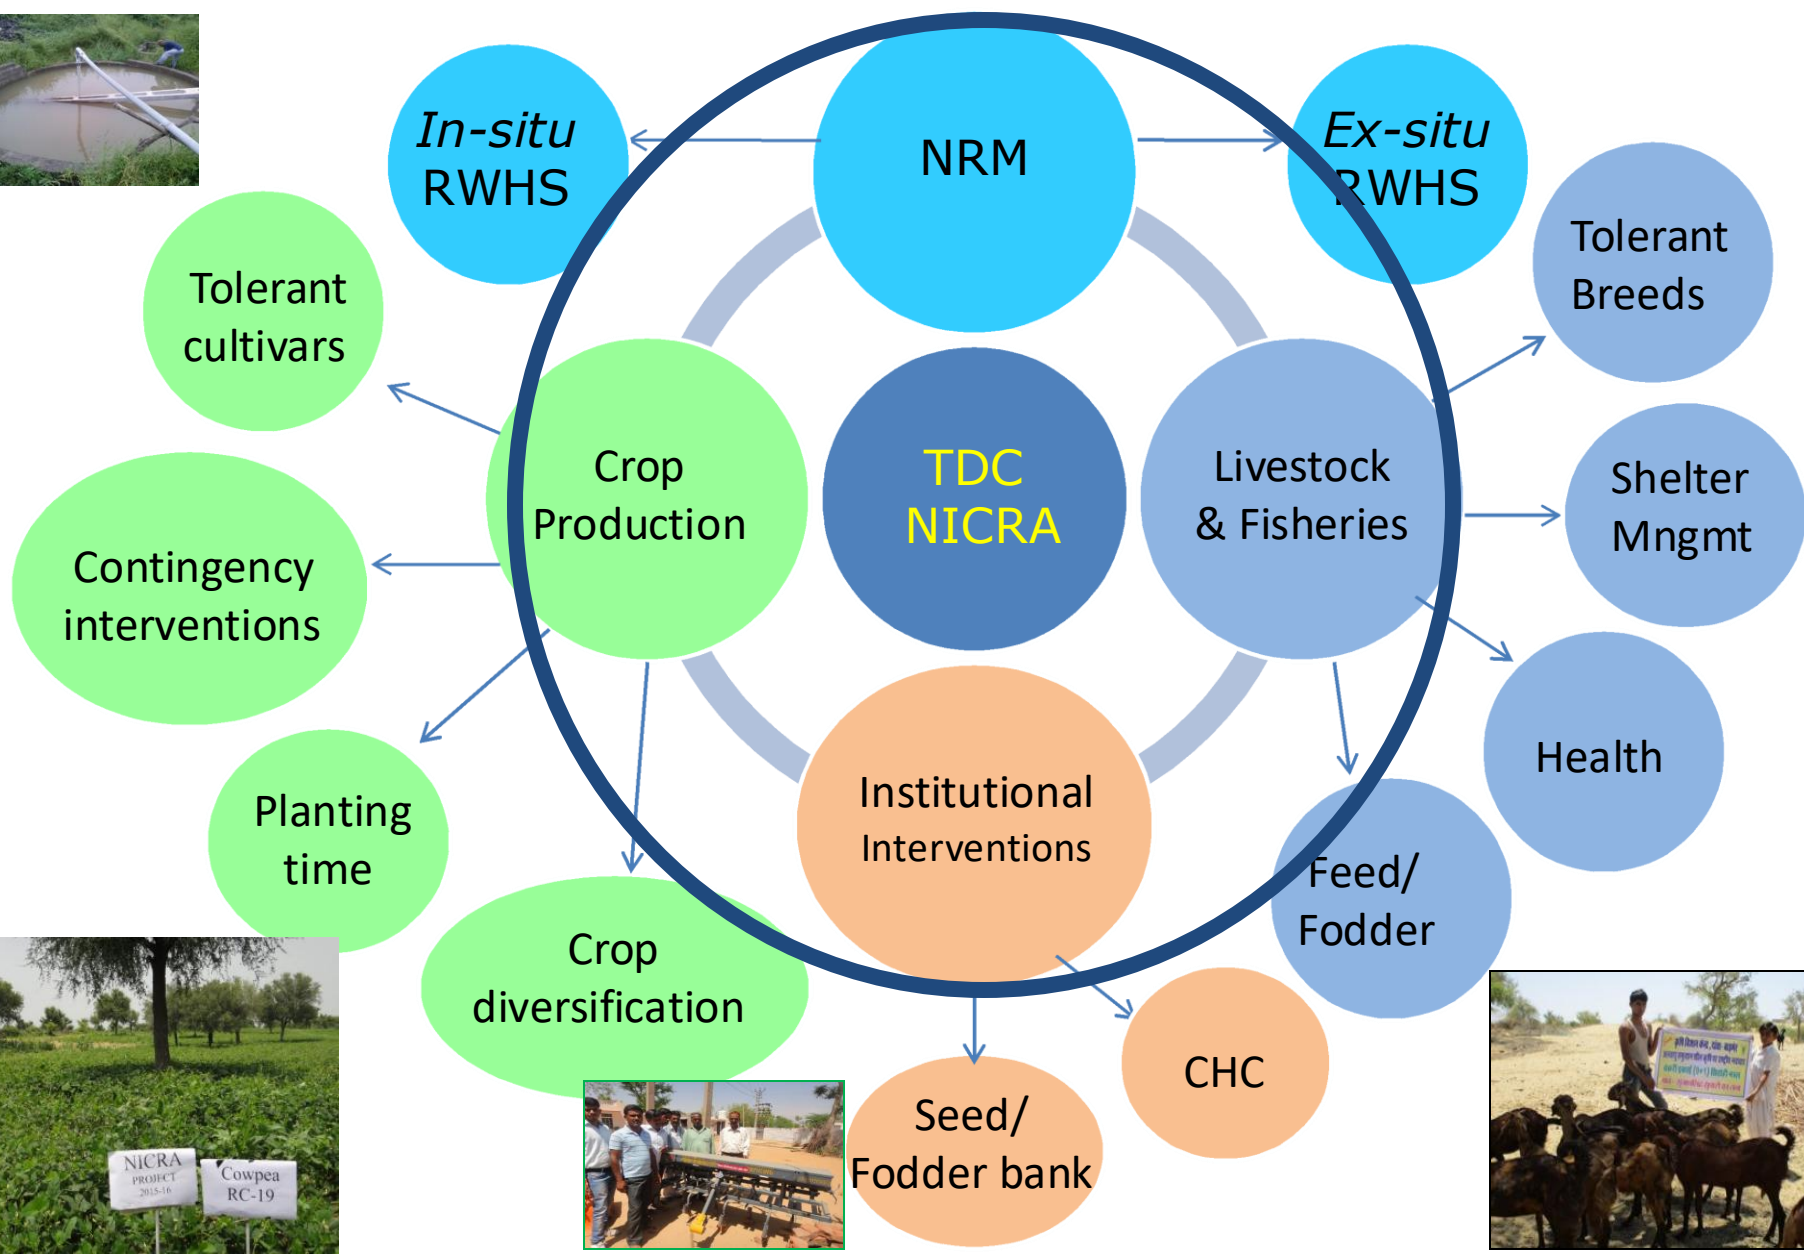 In-situ
RWHS
NRM
Ex-situ
RWHS
Tolerant
cultivars
Tolerant
Breeds
Crop
Production
TDC
NICRA
Livestock
& Fisheries
Shelter
Mngmt
Contingency
interventions
Health
Planting
time
Institutional
Interventions
Feed/
Fodder
Crop
diversification
CHC
Seed/
Fodder bank
NICRA
PROJECT
2015-16
Cowpea
RC-19